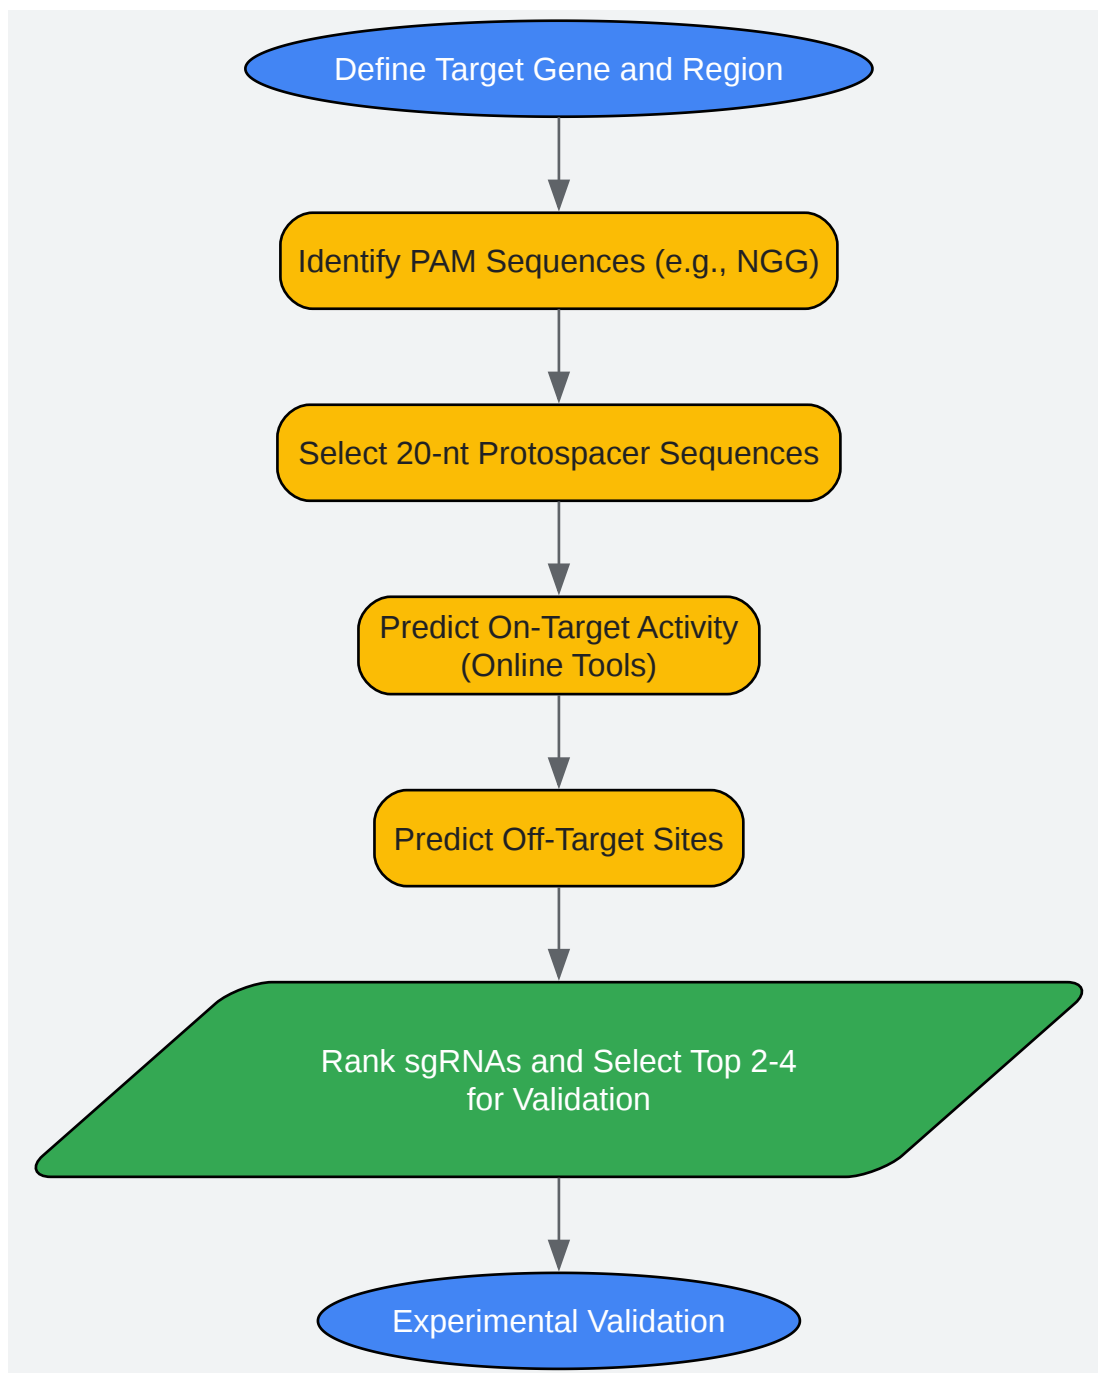 Define Target Gene and Region
Identify PAM Sequences (e.g., NGG)
Select 20-nt Protospacer Sequences
Predict On-Target Activity
(Online Tools)
Predict Off-Target Sites
Rank sgRNAs and Select Top 2-4
for Validation
Experimental Validation